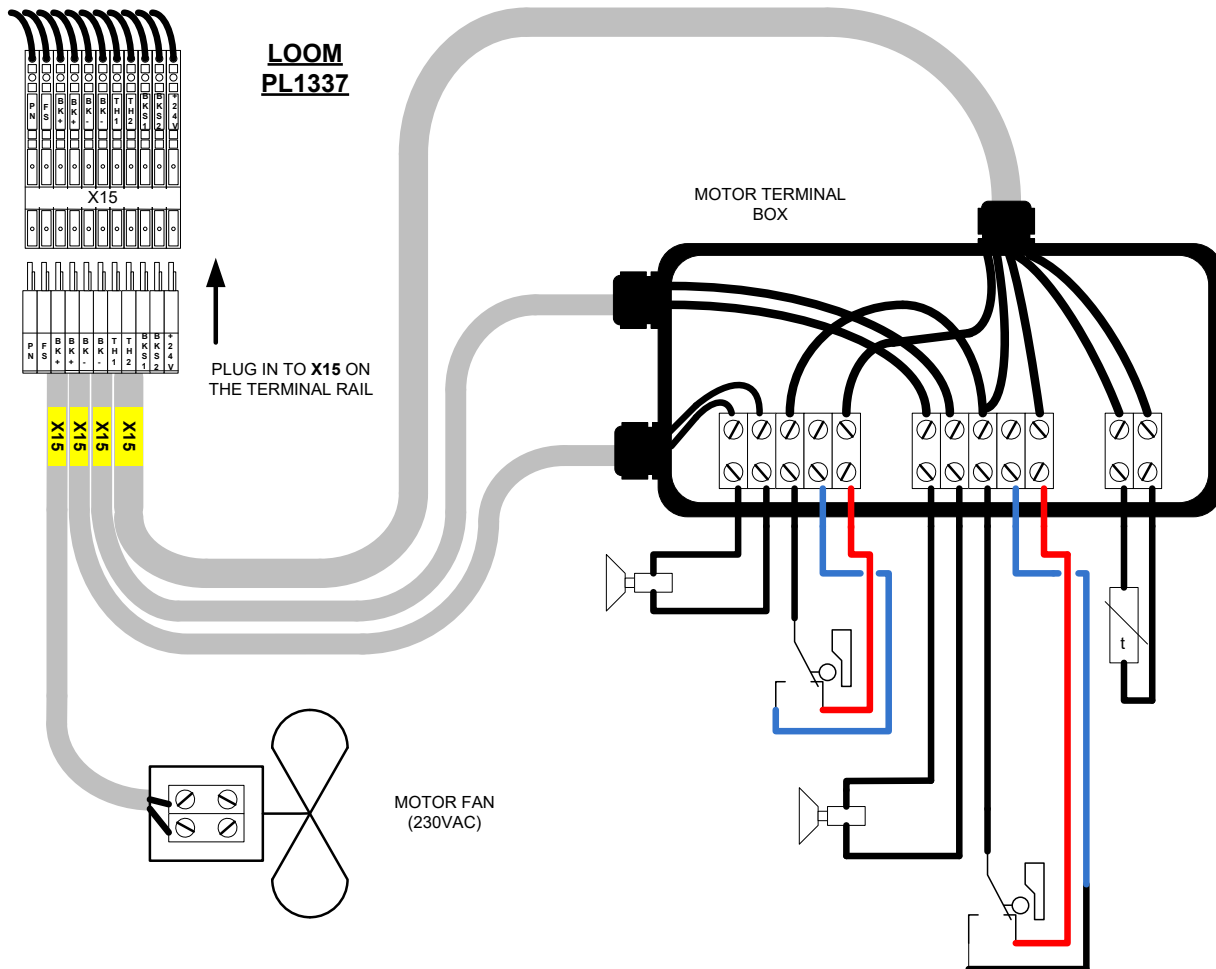 LOOM
PL1337
PN FS BK+ BK+ BK- BK- TH1 TH2 BKS1 BKS2 +24V
X15
MOTOR TERMINAL
BOX
PN FS BK+ BK+ BK- BK- TH1 TH2 BKS1 BKS2 +24V
PLUG IN TO X15 ON
THE TERMINAL RAIL
X15 X15 X15 X15
t
MOTOR FAN
(230VAC)